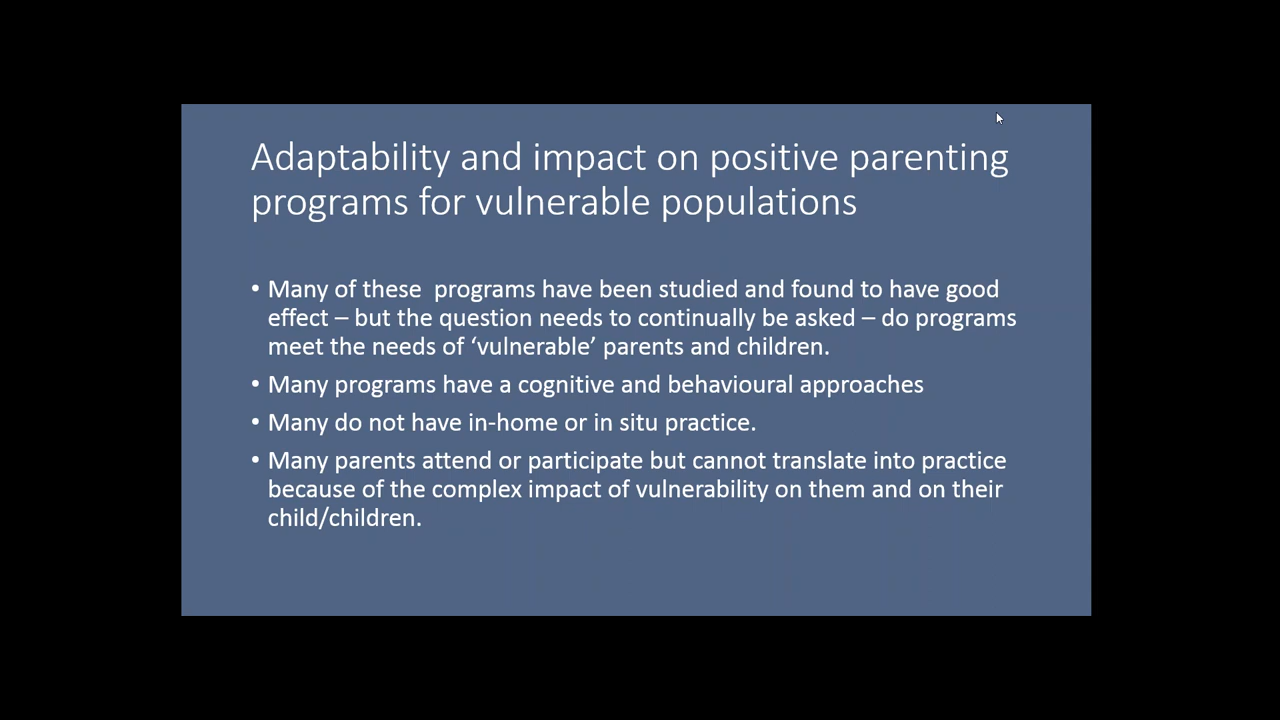 Adaptability and impact on positive parenting
programs for vulnerable populations
• Many of these  programs have been studied and found to have good
effect – but the question needs to continually be asked – do programs
meet the needs of ‘vulnerable’ parents and children.
• Many programs have a cognitive and behavioural approaches
• Many do not have in-home or in situ practice.
• Many parents attend or participate but cannot translate into practice
because of the complex impact of vulnerability on them and on their
child/children.